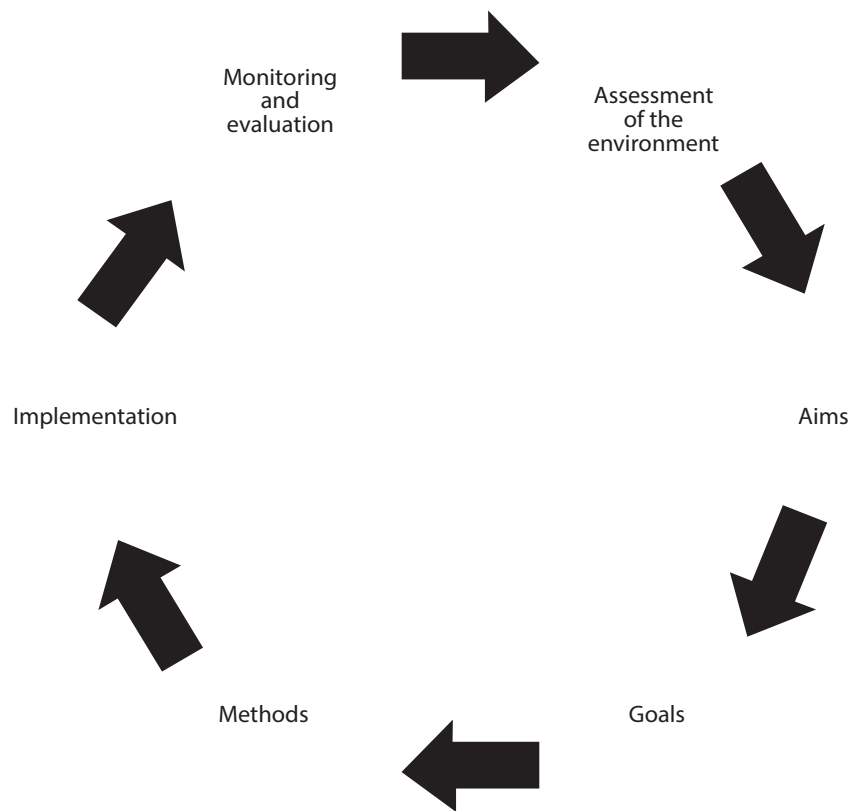 Monitoring
and
evaluation
Assessment
of the
environment
Implementation
Aims
Methods
Goals